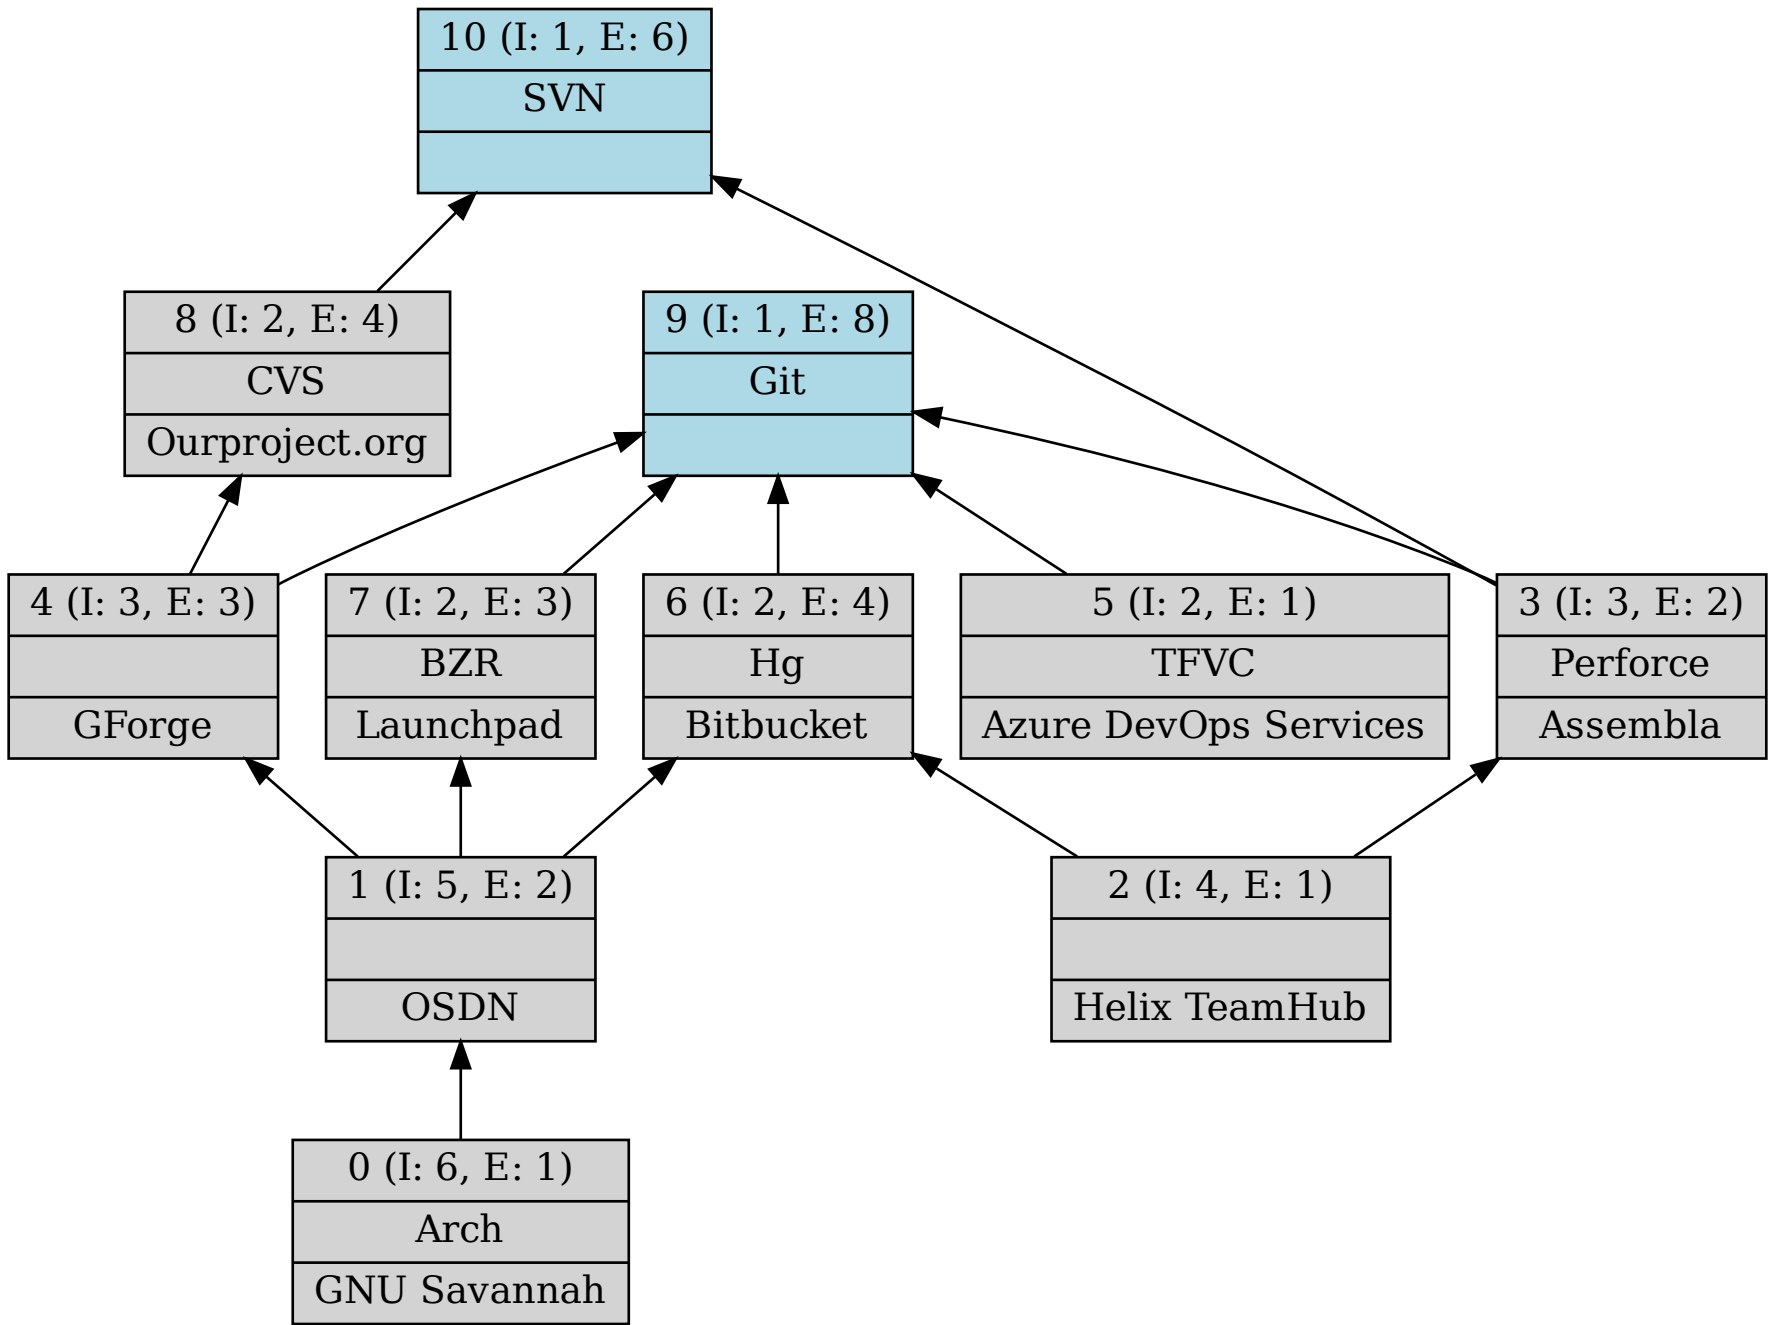 10 (I: 1, E: 6)
SVN
8 (I: 2, E: 4)
CVS
Ourproject.org
9 (I: 1, E: 8)
Git
4 (I: 3, E: 3)
GForge
7 (I: 2, E: 3)
BZR
Launchpad
6 (I: 2, E: 4)
Hg
Bitbucket
5 (I: 2, E: 1)
TFVC
Azure DevOps Services
3 (I: 3, E: 2)
Perforce
Assembla
1 (I: 5, E: 2)
OSDN
2 (I: 4, E: 1)
Helix TeamHub
0 (I: 6, E: 1)
Arch
GNU Savannah